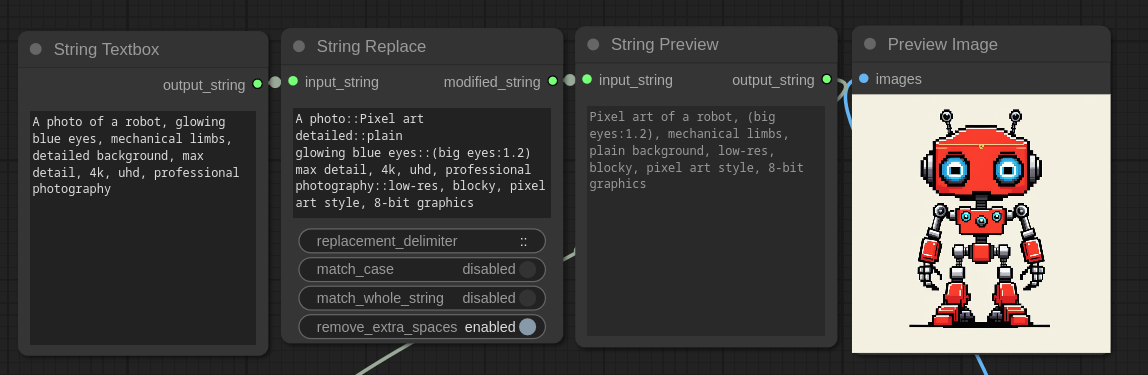 String Textbox
output_string
A photo of a robot, glowing
blue eyes, mechanical limbs,
detailed background, max
detail, 4k, uhd, professional
photography
String Replace
input_string
modified_string
A photo::Pixel art
detailed::plain
glowing blue eyes::(big eyes:1.2)
max detail, 4k, uhd, professional
photography::low-res, blocky, pixel
art style, 8-bit graphics
replacement_delimiter ::
match_case disabled
match_whole_string disabled
remove_extra_spaces enabled
String Preview
input_string
output_string
Pixel art of a robot, (big
eyes:1.2), mechanical limbs,
plain background, low-res,
blocky, pixel art style, 8-bit
graphics
Preview Image
images